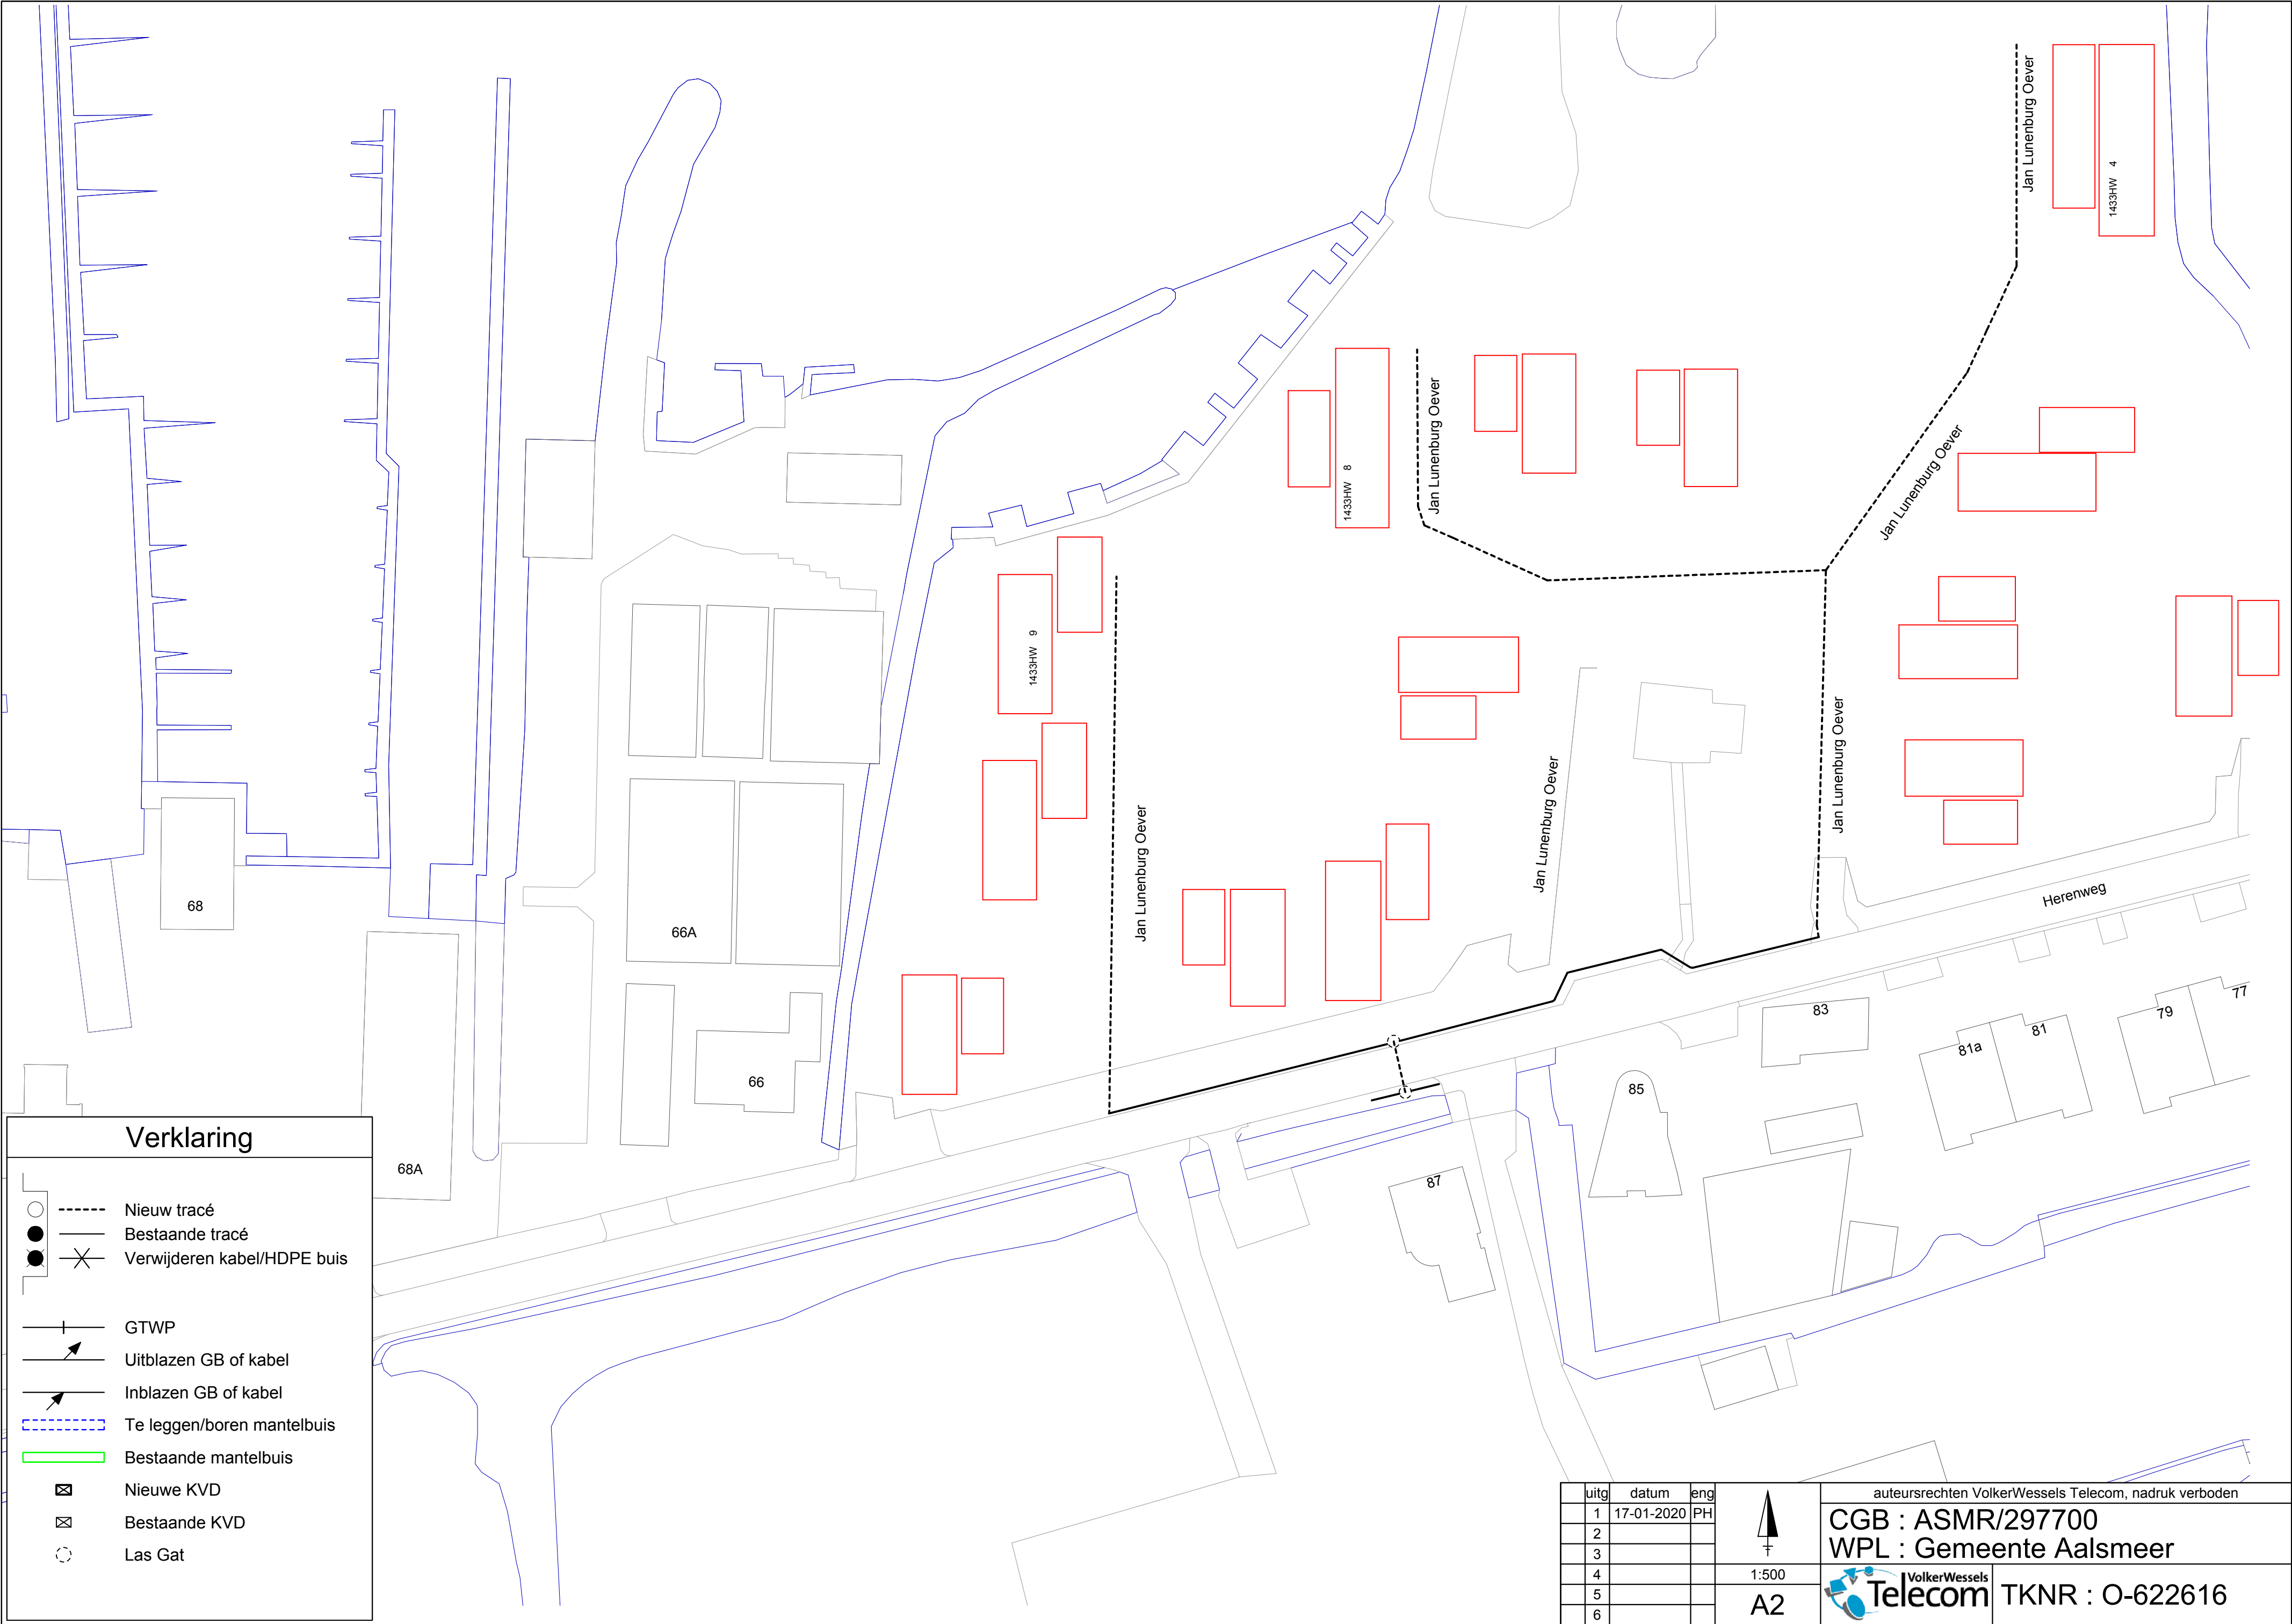 Jan Lunenburg Oever
1433HW 4
Jan Lunenburg Oever
1433HW 8
Jan Lunenburg Oever
1433HW 9
Jan Lunenburg Oever
Jan Lunenburg Oever
Jan Lunenburg Oever
Herenweg
68
66A
66
68A
83
81a
81
79
77
85
87
Verklaring
Nieuw tracé
Bestaande tracé
Verwijderen kabel/HDPE buis
GTWP
Uitblazen GB of kabel
Inblazen GB of kabel
Te leggen/boren mantelbuis
Bestaande mantelbuis
Nieuwe KVD
Bestaande KVD
Las Gat
uitg datum eng
1 17-01-2020 PH
2
3
4
5
6
1:500
A2
auteursrechten VolkerWessels Telecom, nadruk verboden
CGB : ASMR/297700
WPL : Gemeente Aalsmeer
VolkerWessels
Telecom
TKNR : O-622616